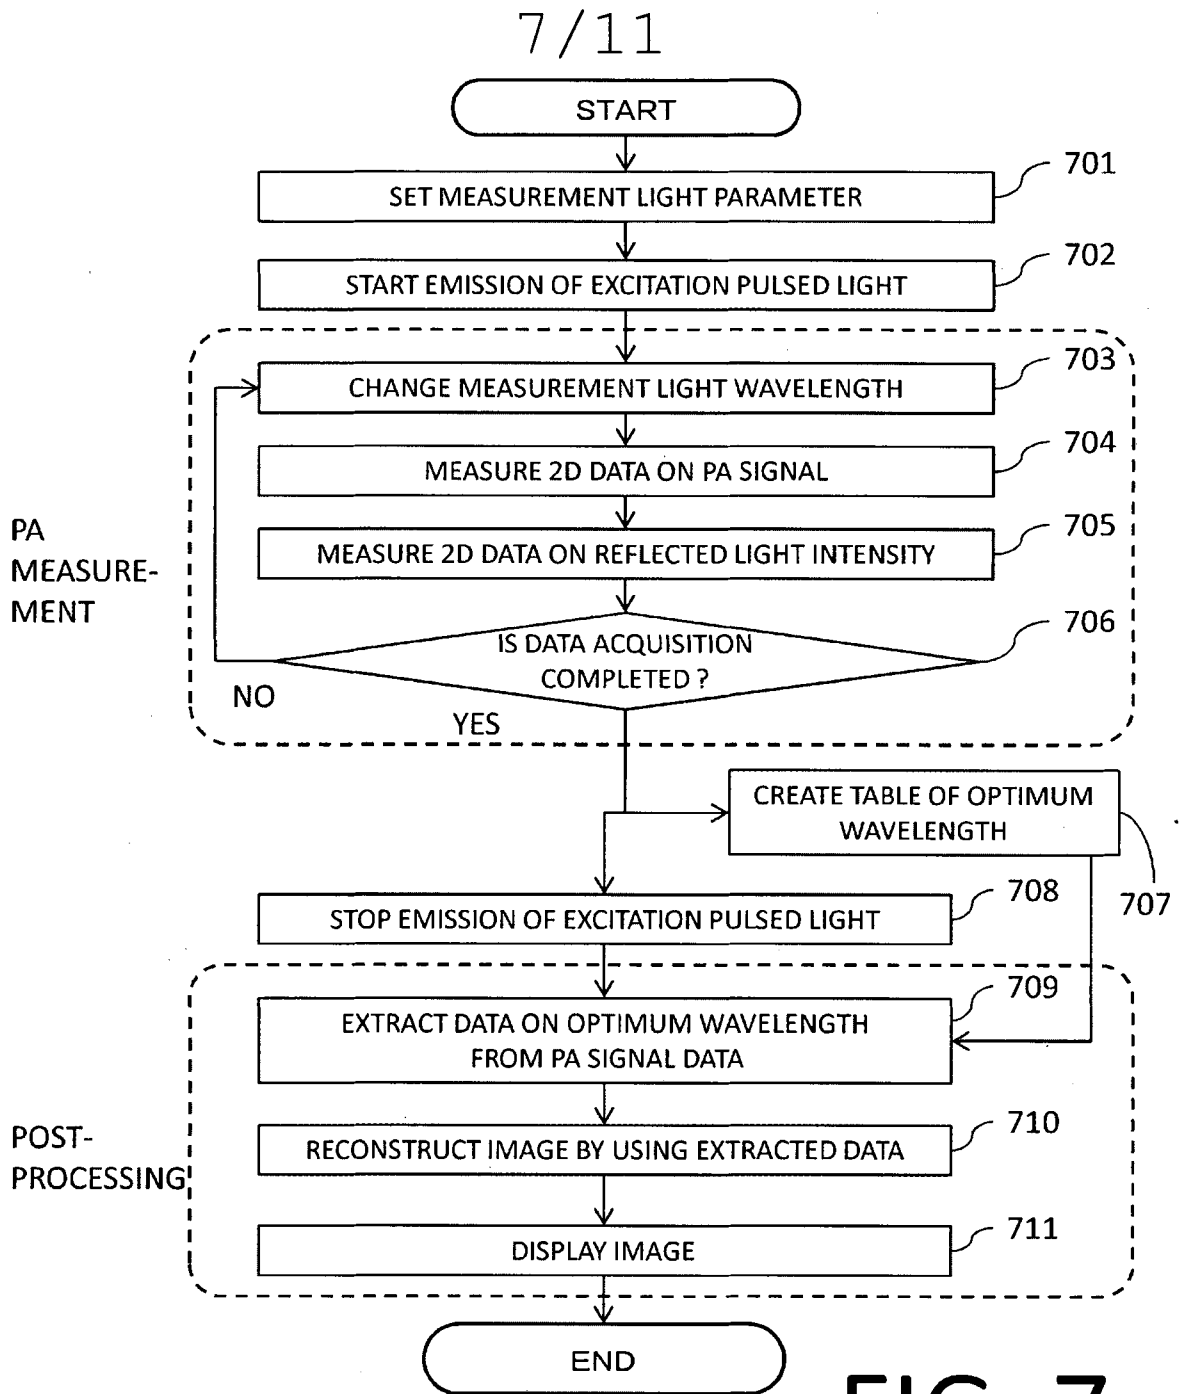 7/11
START
701
SET MEASUREMENT LIGHT PARAMETER
702
START EMISSION OF EXCITATION PULSED LIGHT
703
CHANGE MEASUREMENT LIGHT WAVELENGTH
704
MEASURE 2D DATA ON PA SIGNAL
705
MEASURE 2D DATA ON REFLECTED LIGHT INTENSITY
PA
MEASURE-
MENT
706
IS DATA ACQUISITION
COMPLETED ?
NO
YES
CREATE TABLE OF OPTIMUM
WAVELENGTH
707
708
STOP EMISSION OF EXCITATION PULSED LIGHT
709
EXTRACT DATA ON OPTIMUM WAVELENGTH
FROM PA SIGNAL DATA
POST-
PROCESSING
710
RECONSTRUCT IMAGE BY USING EXTRACTED DATA
711
DISPLAY IMAGE
END
FIG. 7